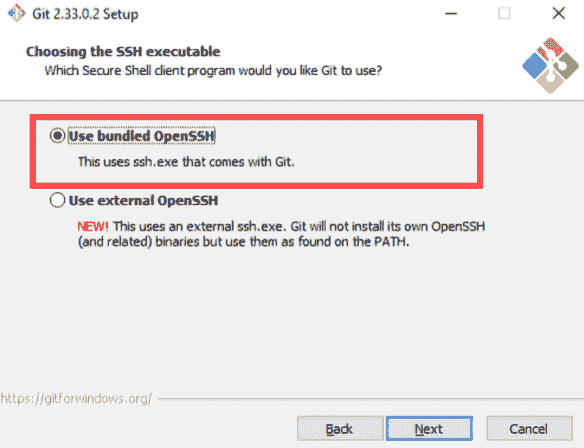 Git 2.33.0.2 Setup
Choosing the SSH executable
Which Secure Shell client program would you like Git to use?
Use bundled OpenSSH
This uses ssh.exe that comes with Git.
Use external OpenSSH
NEW! This uses an external ssh.exe. Git will not install its own OpenSSH
(and related) binaries but use them as found on the PATH.
https://gitforwindows.org/
Back Next Cancel